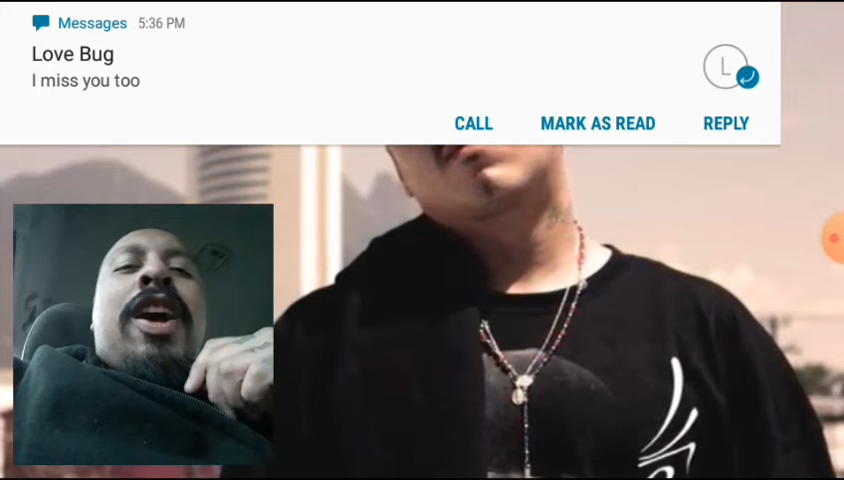 Messages 5:36 PM
Love Bug
I miss you too
L
CALL MARK AS READ REPLY